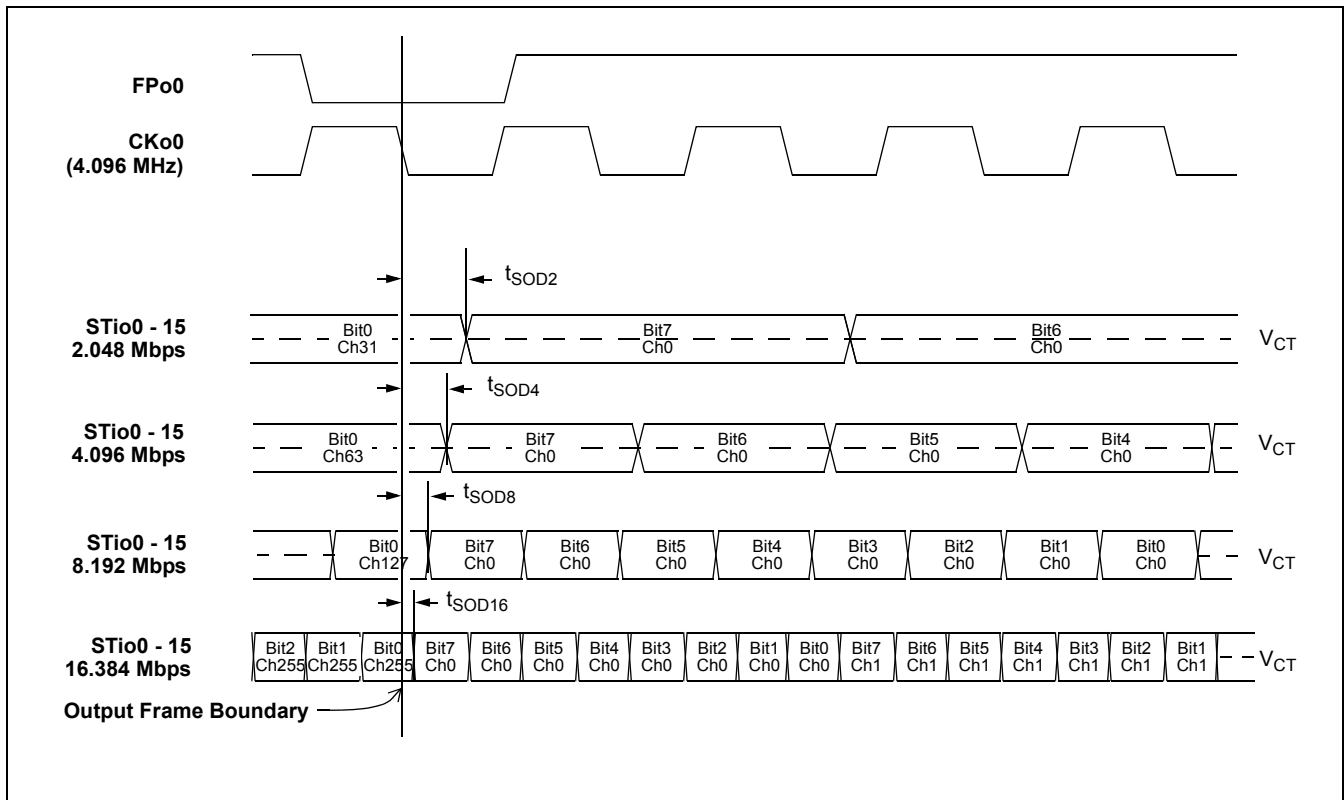 FPo0
CKo0
(4.096 MHz)
tSOD2
STio0 - 15
2.048 Mbps
Bit0
Ch31
Bit7
Ch0
Bit6
Ch0
VCT
tSOD4
STio0 - 15
4.096 Mbps
Bit0
Ch63
Bit7
Ch0
Bit6
Ch0
Bit5
Ch0
Bit4
Ch0
VCT
tSOD8
STio0 - 15
8.192 Mbps
Bit0
Ch127
Bit7
Ch0
Bit6
Ch0
Bit5
Ch0
Bit4
Ch0
Bit3
Ch0
Bit2
Ch0
Bit1
Ch0
Bit0
Ch0
VCT
tSOD16
STio0 - 15
16.384 Mbps
Bit2
Ch255
Bit1
Ch255
Bit0
Ch255
Bit7
Ch0
Bit6
Ch0
Bit5
Ch0
Bit4
Ch0
Bit3
Ch0
Bit2
Ch0
Bit1
Ch0
Bit0
Ch0
Bit7
Ch1
Bit6
Ch1
Bit5
Ch1
Bit4
Ch1
Bit3
Ch1
Bit2
Ch1
Bit1
Ch1
VCT
Output Frame Boundary